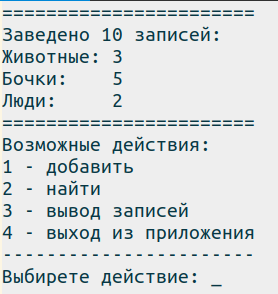 =======================
Заведено 10 записей:
Животные: 3
Бочки:    5
Люди:     2
=======================
Возможные действия:
1 - добавить
2 - найти
3 - вывод записей
4 - выход из приложения
-----------------------
Выбирете действие: _